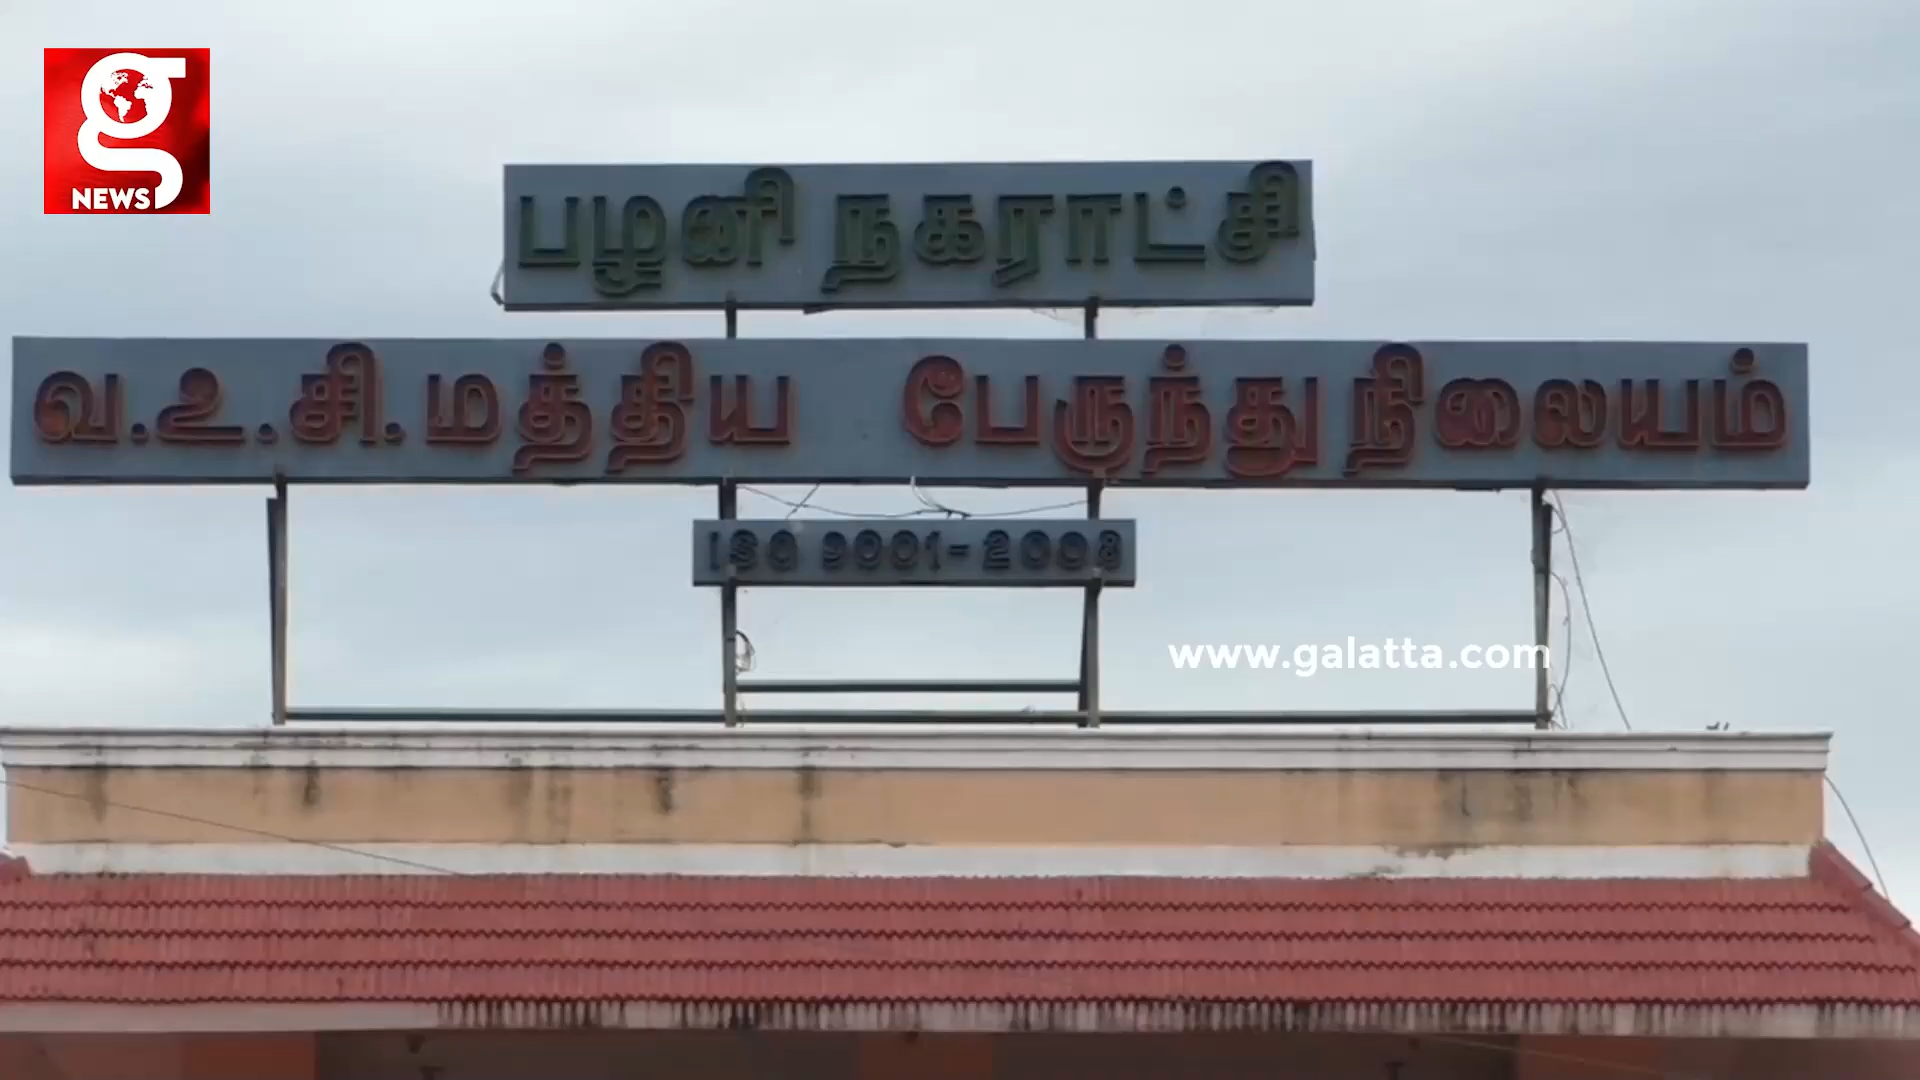 NEWS
பழனி நகராட்சி
வ.உ.சி.மத்திய பேருந்து நிலையம்
ISO 9001-2008
www.galatta.com